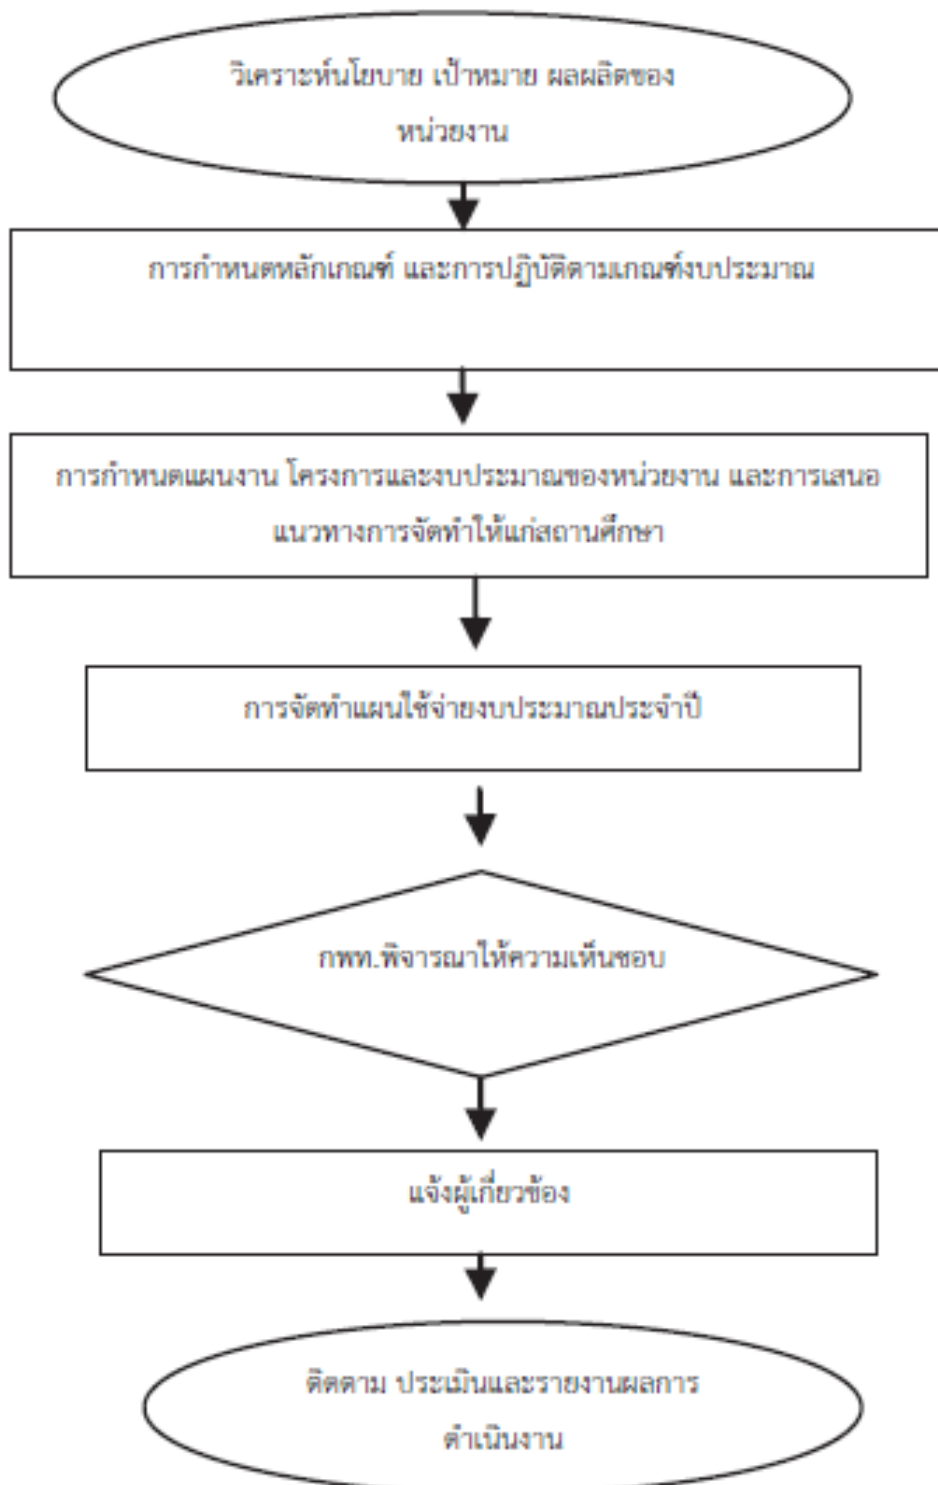 วิเคราะห์นโยบาย เป้าหมาย ผลผลิตของ
หน่วยงาน
การกำหนดหลักเกณฑ์ และการปฏิบัติตามเกณฑ์งบประมาณ
การกำหนดแผนงาน โครงการและงบประมาณของหน่วยงาน และการเสนอ
แนวทางการจัดทำให้แก่สถานศึกษา
การจัดทำแผนใช้จ่ายงบประมาณประจำปี
กพท.พิจารณาให้ความเห็นชอบ
แจ้งผู้เกี่ยวข้อง
ติดตาม ประเมินและรายงานผลการ
ดำเนินงาน